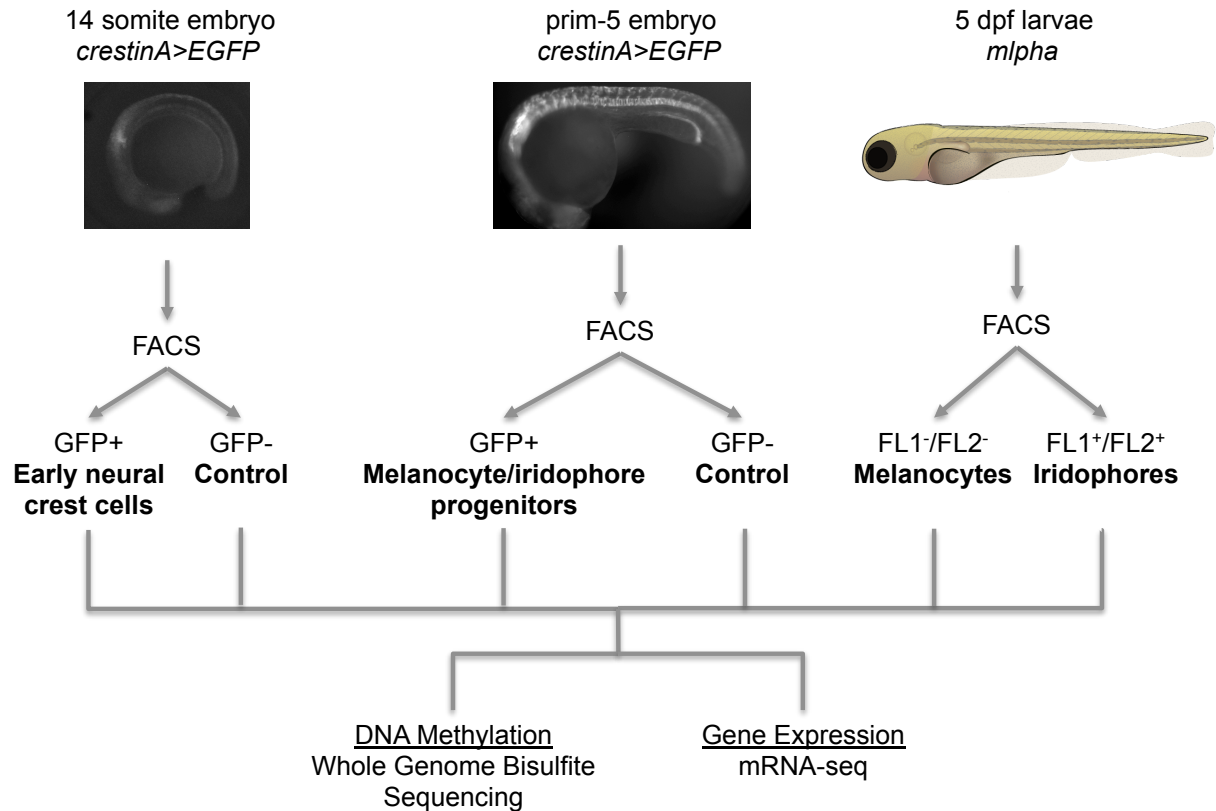 14 somite embryo
crestinA>EGFP
prim-5 embryo
crestinA>EGFP
5 dpf larvae
mlpha
FACS
FACS
FACS
GFP+
Early neural
crest cells
GFP-
Control
GFP+
Melanocyte/iridophore
progenitors
GFP-
Control
FL1⁻/FL2⁻
Melanocytes
FL1⁺/FL2⁺
Iridophores
DNA Methylation
Whole Genome Bisulfite
Sequencing
Gene Expression
mRNA-seq